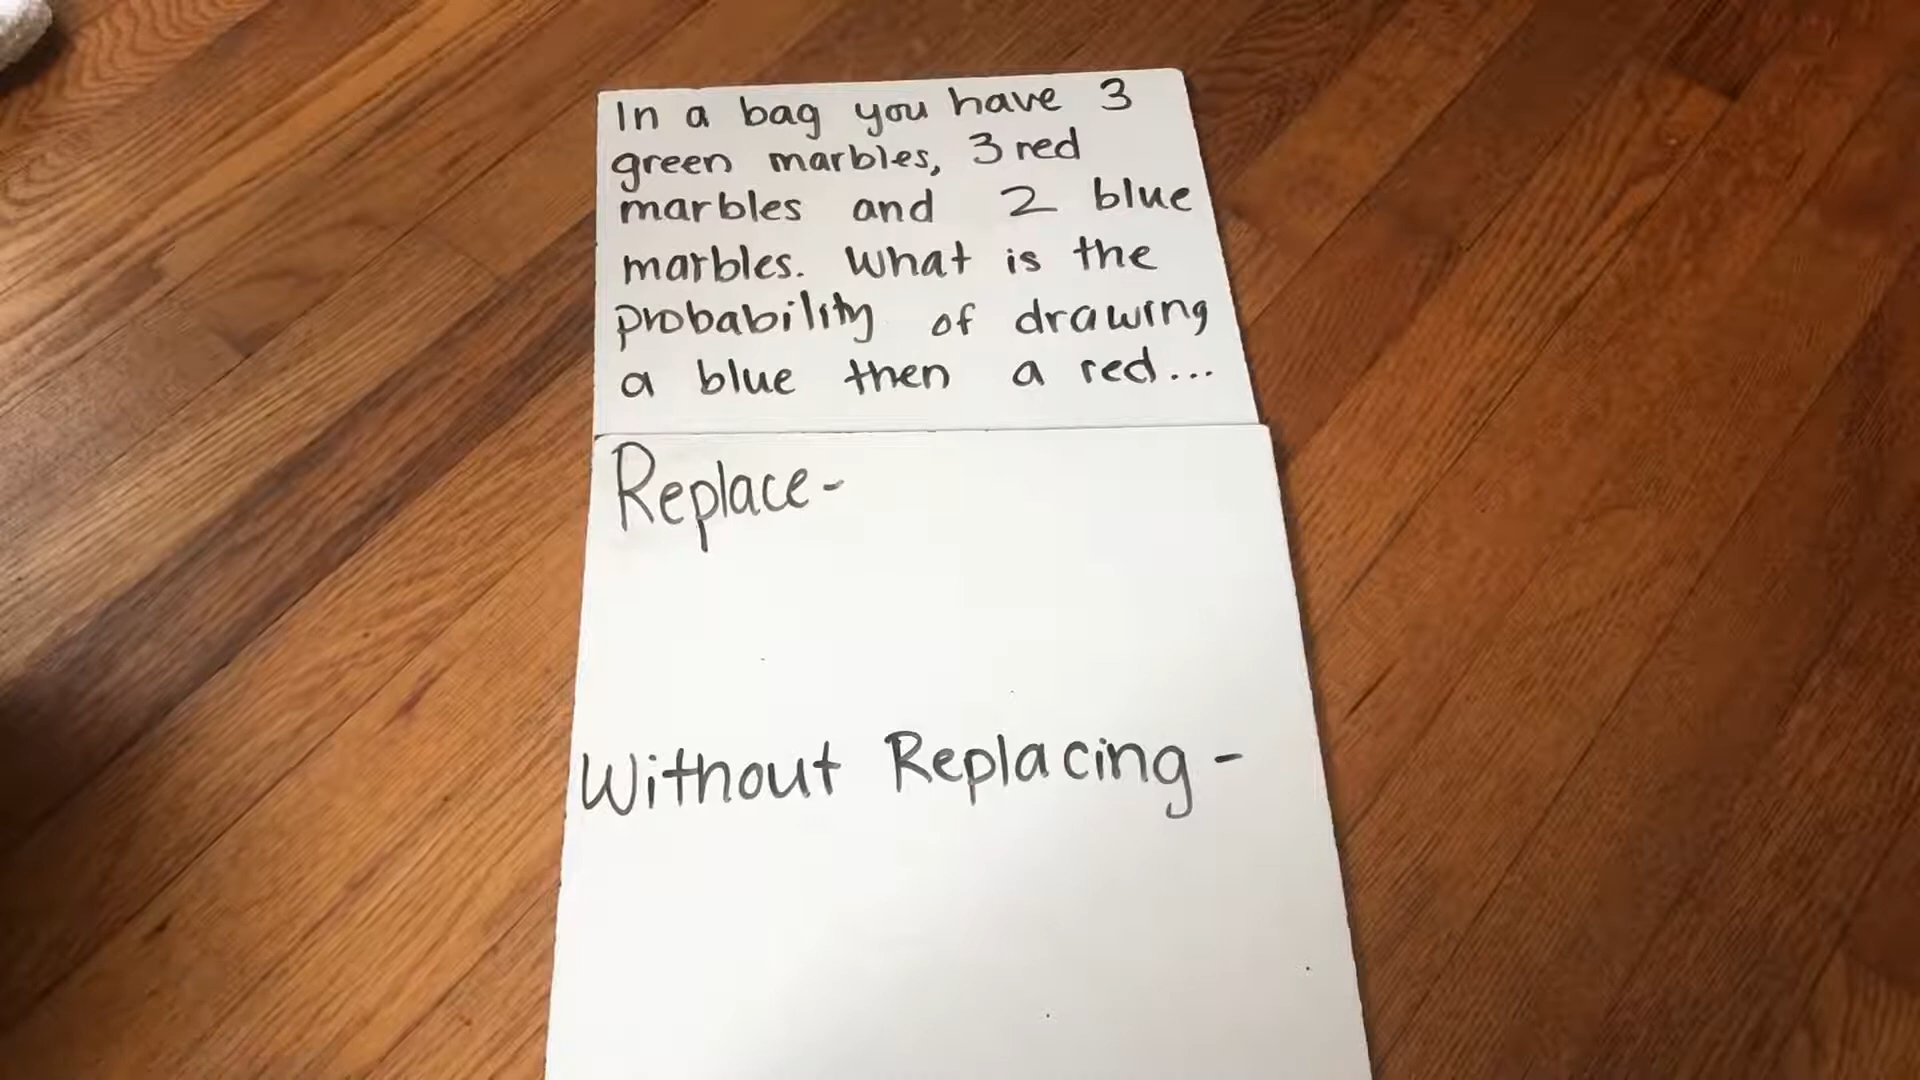 In a bag you have 3
green marbles, 3 red
marbles and 2 blue
marbles. What is the
probability of drawing
a blue then a red...
Replace-
Without Replacing-